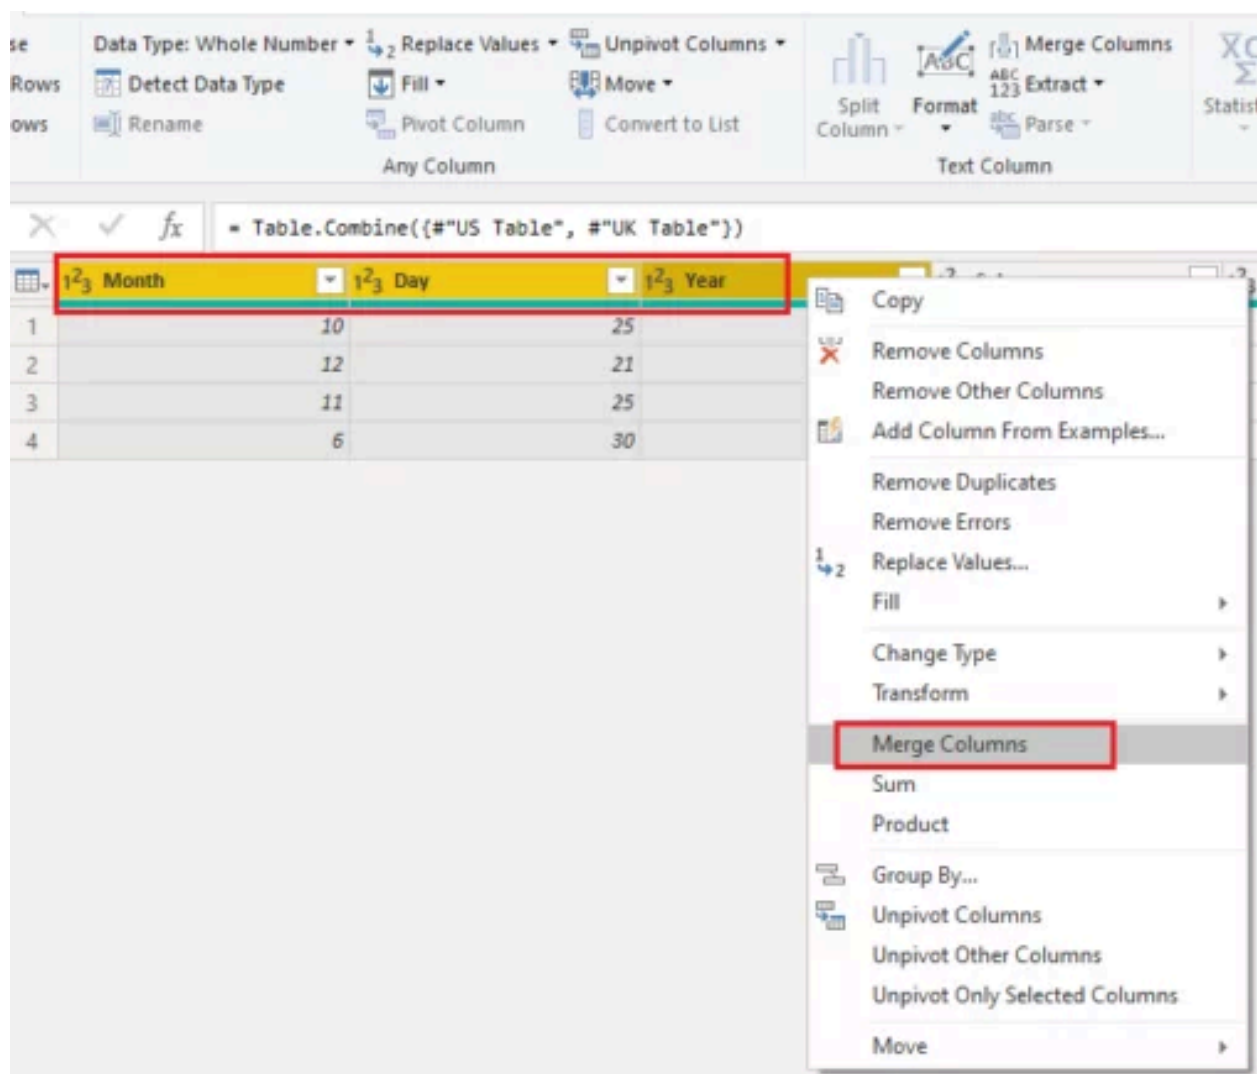 se Data Type: Whole Number Replace Values Unpivot Columns Merge Columns
Rows Detect Data Type Fill Move Split Column Format Extract
ows Rename Pivot Column Convert to List Parse Statist
Any Column Text Column
fx = Table.Combine({#"US Table", #"UK Table"})
123 Month 123 Day 123 Year
1 10 25
2 12 21
3 11 25
4 6 30
Copy
Remove Columns
Remove Other Columns
Add Column From Examples...
Remove Duplicates
Remove Errors
Replace Values...
Fill
Change Type
Transform
Merge Columns
Sum
Product
Group By...
Unpivot Columns
Unpivot Other Columns
Unpivot Only Selected Columns
Move